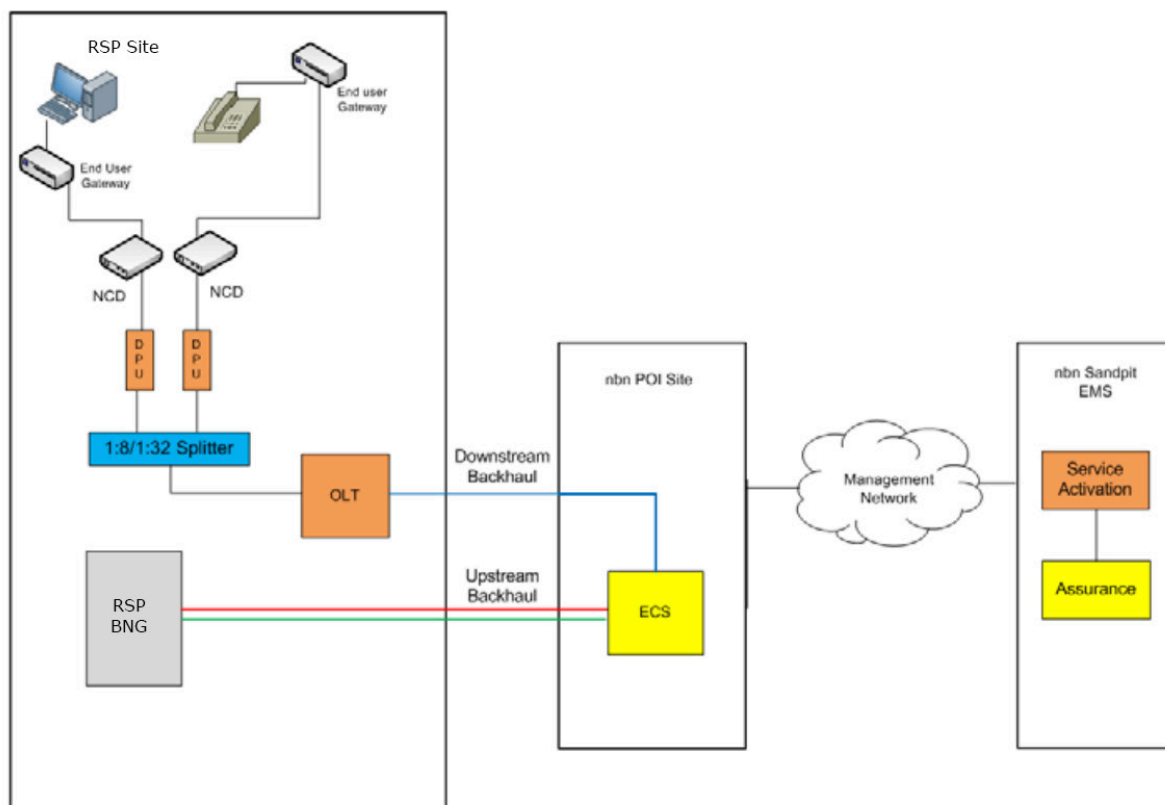 RSP Site
End user
Gateway
End User
Gateway
NCD
NCD
D
P
U
D
P
U
1:8/1:32 Splitter
OLT
RSP
BNG
Downstream
Backhaul
Upstream
Backhaul
nbn POI Site
ECS
Management
Network
nbn Sandpit
EMS
Service
Activation
Assurance